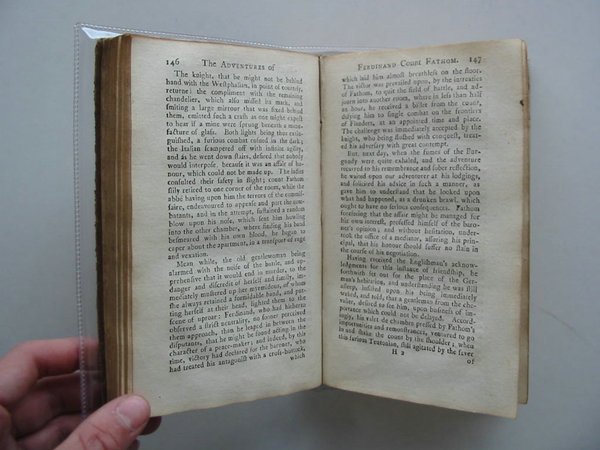 146 The Adventures of
The knight, that he might not be behind
hand with the Westphalian, in point of courtesy,
returned the compliment with the remaining
chandelier, which also missed its mark, and
smiting a large mirrour that was fixed behind
them, emitted such a crash as one might expect
to hear if a mine were sprung beneath a manu-
facture of glass. Both lights being thus extin-
guished, a furious combat ensued in the dark;
the Italian scampered off with infinite agility,
and as he went down stairs, desired that nobody
would interpose, because it was an affair of ho-
nour, which could not be made up. The ladies
consulted their safety in flight; count Fathom
slily retired to one corner of the room, while the
abbé having upon him the terrors of the commis-
saire, endeavoured to appease and part the com-
batants, and in the attempt, sustained a random
blow upon his nose, which sent him howling
into the other chamber, where finding his band
besmeared with his own blood, he began to
caper about the apartment, in a transport of rage
and vexation.
Mean while, the old gentlewoman being
alarmed with the noise of the battle, and ap-
prehensive that it would end in murder, to the
danger and discredit of herself and family, im-
mediately mustered up her myrmidons, of whom
she always retained a formidable band, and put-
ting herself at their head, lighted them to the
scene of uproar: Ferdinand, who had hitherto
observed a strict neutrality, no sooner perceived
them approach, than he leaped in between the
disputants, that he might be found acting in the
character of a peace-maker; and indeed, by this
time, victory had declared for the baronet, who
had treated his antagonist with a cross-buttock,
which
Ferdinand Count Fathom. 147
which laid him almost breathless on the floor.
The victor was prevailed upon, by the intreaties
of Fathom, to quit the field of battle, and ad-
journ into another room, where in less than half
an hour, he received a billet from the count,
defying him to single combat on the frontiers
of Flanders, at an appointed time and place.
The challenge was immediately accepted by the
knight, who being flushed with conquest, treat-
ed his adversary with great contempt.
But, next day, when the fumes of the Bur-
gundy were quite exhaled, and the adventure
recurred to his remembrance and sober reflection,
he waited upon our adventurer at his lodgings,
and solicited his advice in such a manner, as
gave him to understand that he looked upon
what had happened, as a drunken brawl, which
ought to have no serious consequences. Fathom
foreseeing that the affair might be managed for
his own interest, professed himself of the baro-
net's opinion; and without hesitation, under-
took the office of a mediator, assuring his prin-
cipal, that his honour should suffer no stain in
the course of his negotiation.
Having received the Englishman's acknow-
ledgments for this instance of friendship, he
forthwith set out for the place of the Ger-
man's habitation, and understanding he was still
asleep, insisted upon his being immediately
waked, and told, that a gentleman from the che-
valier, desired to see him, upon business of im-
portance which could not be delayed. Accord-
ingly, his valet de chambre pressed by Fathom's
importunities and remonstrances, ventured to go
in and shake the count by the shoulder; when
this furious Teutonian, still agitated by the fever
H 2 of